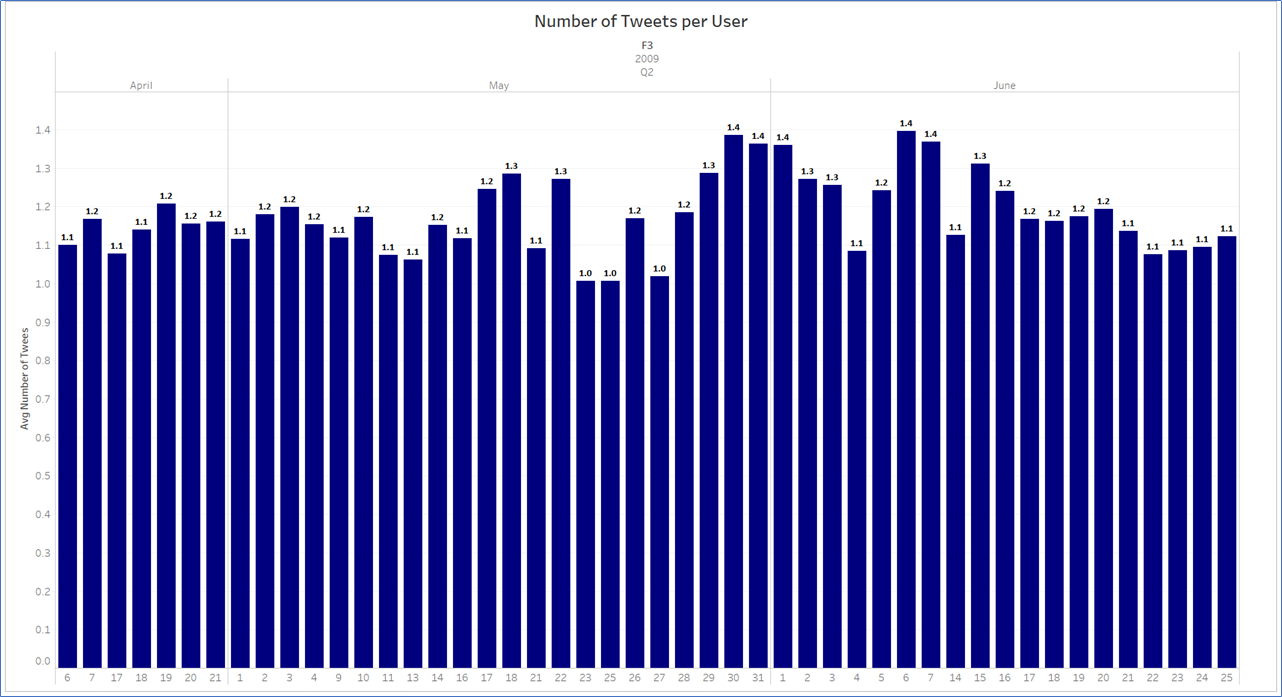 Number of Tweets per User
F3
2009
Q2
April May June
1.4
1.3
1.2
1.1
1.0
0.9
0.8
0.7
0.6
0.5
0.4
0.3
0.2
0.1
0.0
Avg Number of Twees
1.1 1.2 1.1 1.1 1.2 1.2 1.2 1.1 1.2 1.2 1.2 1.1 1.2 1.1 1.1 1.2 1.1 1.2 1.3 1.1 1.3 1.0 1.0 1.2 1.0 1.2 1.3 1.4 1.4 1.4 1.3 1.3 1.1 1.2 1.4 1.4 1.1 1.3 1.2 1.2 1.2 1.2 1.2 1.1 1.1 1.1 1.1 1.1
6 7 17 18 19 20 21 1 2 3 4 9 10 11 13 14 16 17 18 21 22 23 25 26 27 28 29 30 31 1 2 3 4 5 6 7 14 15 16 17 18 19 20 21 22 23 24 25